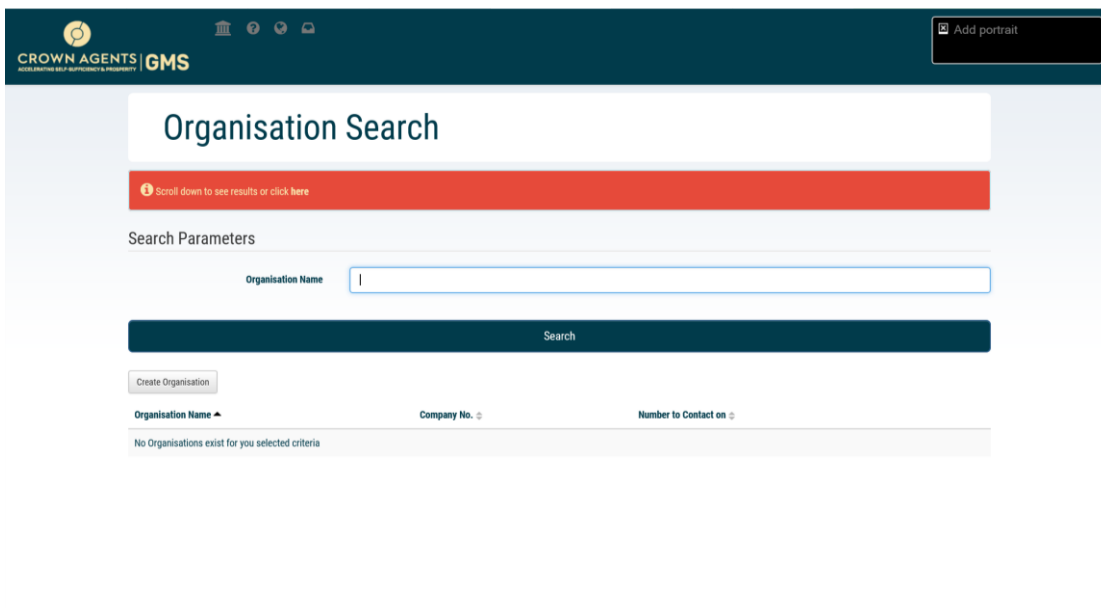 CROWN AGENTS GMS
ACCELERATING SELF-SUFFICIENCY & PROSPERITY
Add portrait
Organisation Search
Scroll down to see results or click here
Search Parameters
Organisation Name
Search
Create Organisation
Organisation Name Company No. Number to Contact on
No Organisations exist for you selected criteria